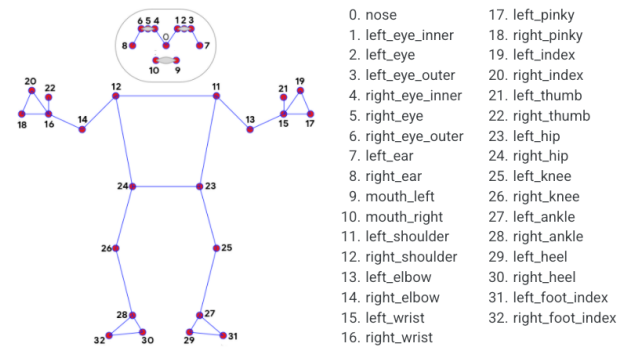 6 5 4 1 2 3
0
8 7
10 9
20 22 12 11 21 19
18 16 14 13 15 17
24 23
26 25
28 27
32 30 29 31
0. nose
1. left_eye_inner
2. left_eye
3. left_eye_outer
4. right_eye_inner
5. right_eye
6. right_eye_outer
7. left_ear
8. right_ear
9. mouth_left
10. mouth_right
11. left_shoulder
12. right_shoulder
13. left_elbow
14. right_elbow
15. left_wrist
16. right_wrist
17. left_pinky
18. right_pinky
19. left_index
20. right_index
21. left_thumb
22. right_thumb
23. left_hip
24. right_hip
25. left_knee
26. right_knee
27. left_ankle
28. right_ankle
29. left_heel
30. right_heel
31. left_foot_index
32. right_foot_index